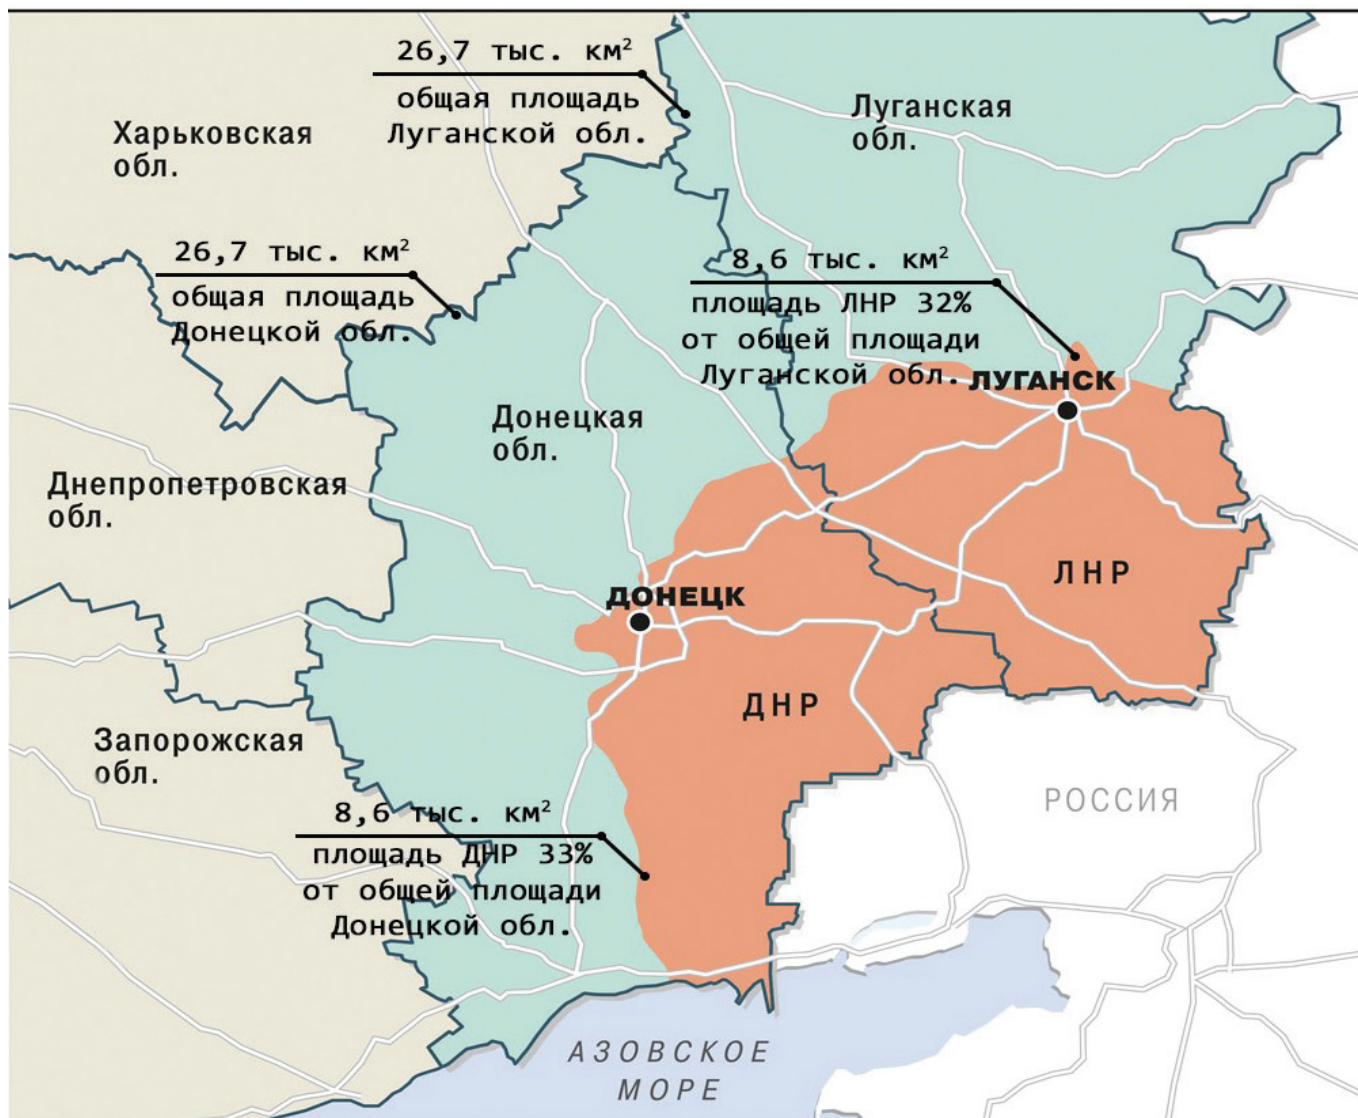 26,7 тыс. км²
общая площадь
Луганской обл.
Луганская
обл.
Харьковская
обл.
26,7 тыс. км²
общая площадь
Донецкой обл.
8,6 тыс. км²
площадь ЛНР 32%
от общей площади
Луганской обл.
ЛУГАНСК
Донецкая
обл.
Днепропетровская
обл.
ЛНР
ДОНЕЦК
ДНР
Запорожская
обл.
РОССИЯ
8,6 тыс. км²
площадь ДНР 33%
от общей площади
Донецкой обл.
АЗОВСКОЕ
МОРЕ